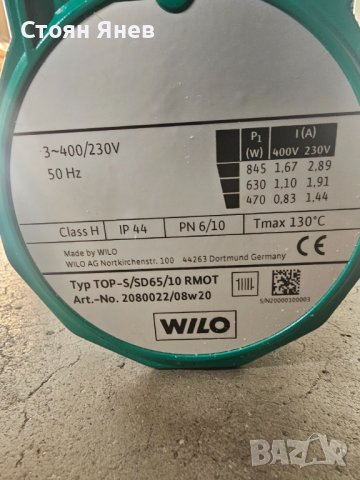 Стоян Янев
3~400/230V
50 Hz
P₁ I (A)
(W) 400V 230V
845 1,67 2,89
630 1,10 1,91
470 0,83 1,44
Class H IP 44 PN 6/10 Tmax 130°C
Made by WILO
WILO AG Nortkirchenstr. 100 44263 Dortmund Germany
CE
Typ TOP-S/SD65/10 RMOT
Art.-No. 2080022/08w20
S/N20000100003
WILO
BAZAR